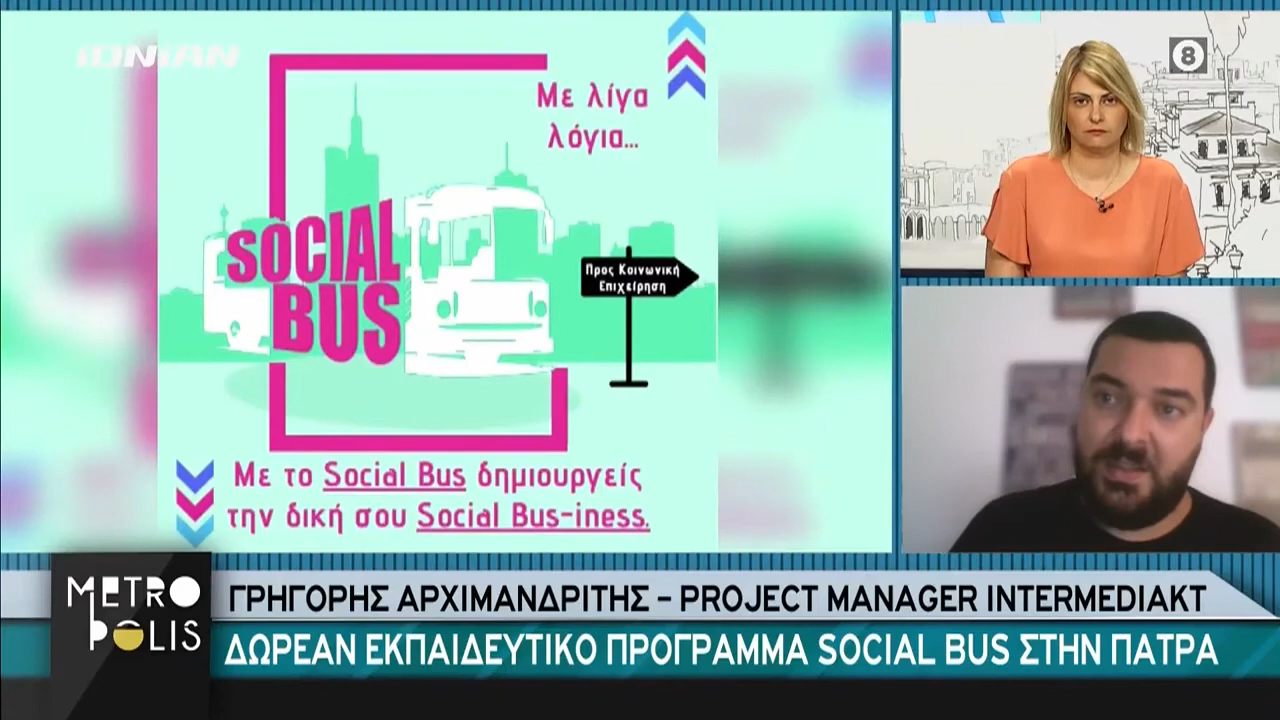 IONIAN
8
Με λίγα
λόγια...
SOCIAL
BUS
Προς Κοινωνική
Επιχείρηση
Με το Social Bus δημιουργείς
την δική σου Social Bus-iness.
METRO
POLIS
ΓΡΗΓΟΡΗΣ ΑΡΧΙΜΑΝΔΡΙΤΗΣ – PROJECT MANAGER INTERMEDIAKT
ΔΩΡΕΑΝ ΕΚΠΑΙΔΕΥΤΙΚΟ ΠΡΟΓΡΑΜΜΑ SOCIAL BUS ΣΤΗΝ ΠΑΤΡΑ